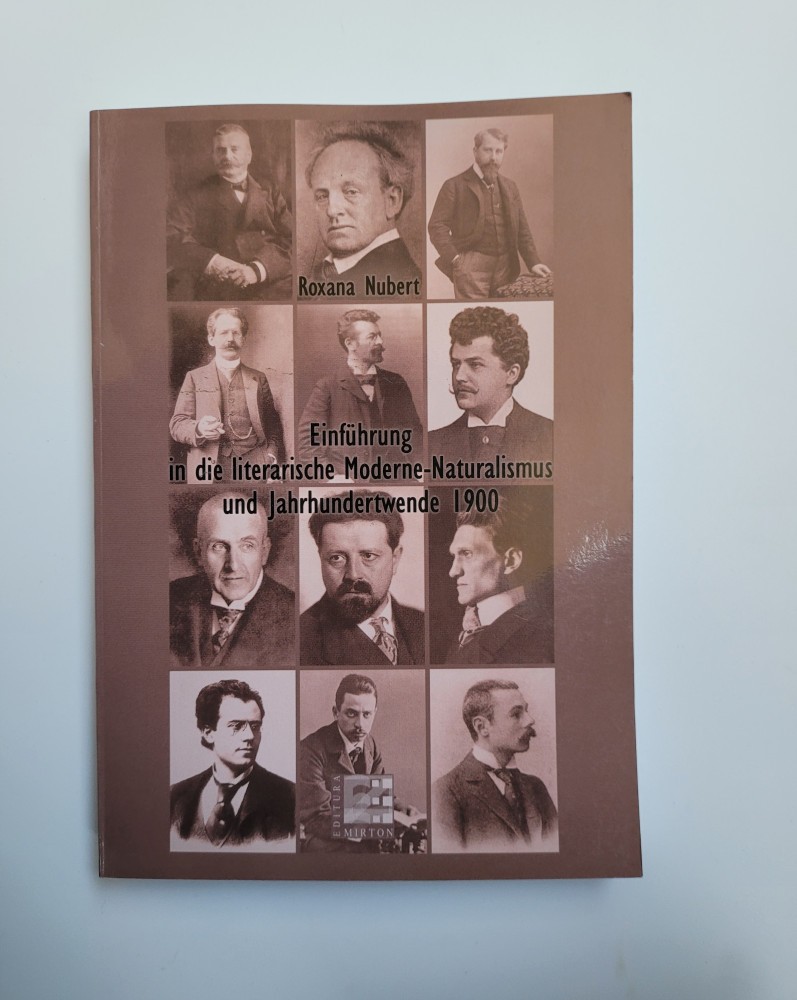 Roxana Nubert
Einführung
in die literarische Moderne-Naturalismus
und Jahrhundertwende 1900
EDITURA
MIRTON